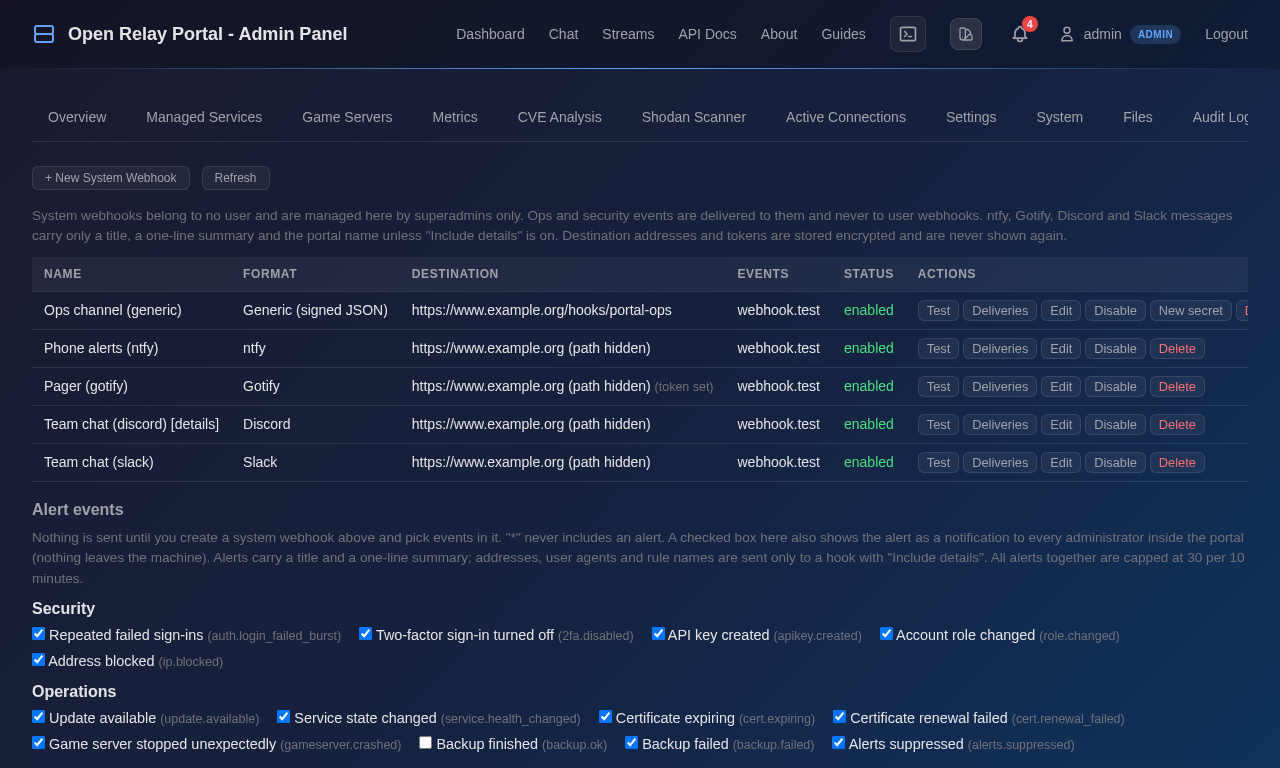 Open Relay Portal - Admin Panel
Dashboard Chat Streams API Docs About Guides 4 admin ADMIN Logout
Overview Managed Services Game Servers Metrics CVE Analysis Shodan Scanner Active Connections Settings System Files Audit Log
+ New System Webhook Refresh
System webhooks belong to no user and are managed here by superadmins only. Ops and security events are delivered to them and never to user webhooks. ntfy, Gotify, Discord and Slack messages
carry only a title, a one-line summary and the portal name unless "Include details" is on. Destination addresses and tokens are stored encrypted and are never shown again.
NAME FORMAT DESTINATION EVENTS STATUS ACTIONS
Ops channel (generic) Generic (signed JSON) https://www.example.org/hooks/portal-ops webhook.test enabled Test Deliveries Edit Disable New secret
Phone alerts (ntfy) ntfy https://www.example.org (path hidden) webhook.test enabled Test Deliveries Edit Disable Delete
Pager (gotify) Gotify https://www.example.org (path hidden) (token set) webhook.test enabled Test Deliveries Edit Disable Delete
Team chat (discord) [details] Discord https://www.example.org (path hidden) webhook.test enabled Test Deliveries Edit Disable Delete
Team chat (slack) Slack https://www.example.org (path hidden) webhook.test enabled Test Deliveries Edit Disable Delete
Alert events
Nothing is sent until you create a system webhook above and pick events in it. "*" never includes an alert. A checked box here also shows the alert as a notification to every administrator inside the portal
(nothing leaves the machine). Alerts carry a title and a one-line summary; addresses, user agents and rule names are sent only to a hook with "Include details". All alerts together are capped at 30 per 10
minutes.
Security
Repeated failed sign-ins (auth.login_failed_burst) Two-factor sign-in turned off (2fa.disabled) API key created (apikey.created) Account role changed (role.changed)
Address blocked (ip.blocked)
Operations
Update available (update.available) Service state changed (service.health_changed) Certificate expiring (cert.expiring) Certificate renewal failed (cert.renewal_failed)
Game server stopped unexpectedly (gameserver.crashed) Backup finished (backup.ok) Backup failed (backup.failed) Alerts suppressed (alerts.suppressed)